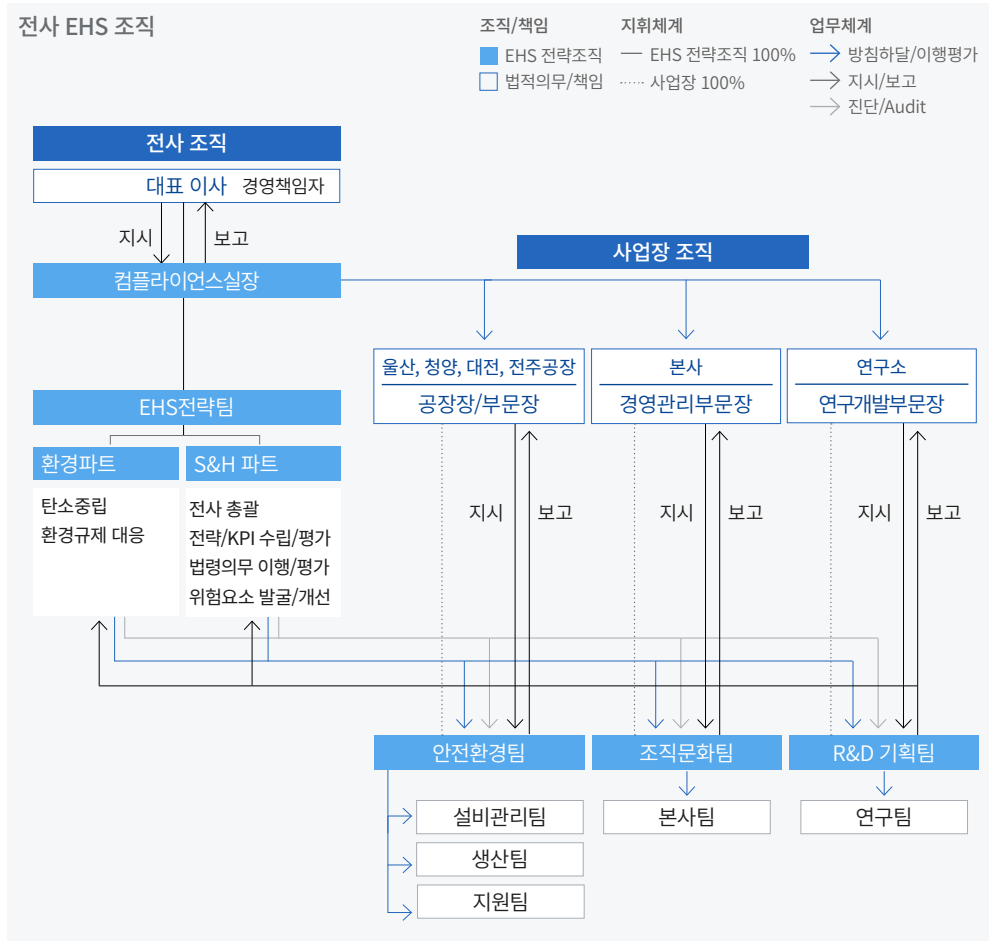 전사 EHS 조직
조직/책임
EHS 전략조직
법적의무/책임
지휘체계
EHS 전략조직 100%
사업장 100%
업무체계
방침하달/이행평가
지시/보고
진단/Audit
전사 조직
대표 이사 경영책임자
지시
보고
컴플라이언스실장
EHS전략팀
환경파트
탄소중립
환경규제 대응
S&H 파트
전사 총괄
전략/KPI 수립/평가
법령의무 이행/평가
위험요소 발굴/개선
사업장 조직
울산, 청양, 대전, 전주공장
공장장/부문장
본사
경영관리부문장
연구소
연구개발부문장
지시
보고
지시
보고
지시
보고
안전환경팀
설비관리팀
생산팀
지원팀
조직문화팀
본사팀
R&D 기획팀
연구팀